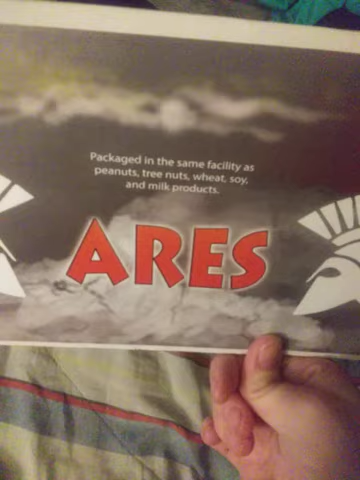 Packaged in the same facility as
peanuts, tree nuts, wheat, soy,
and milk products.
ARES